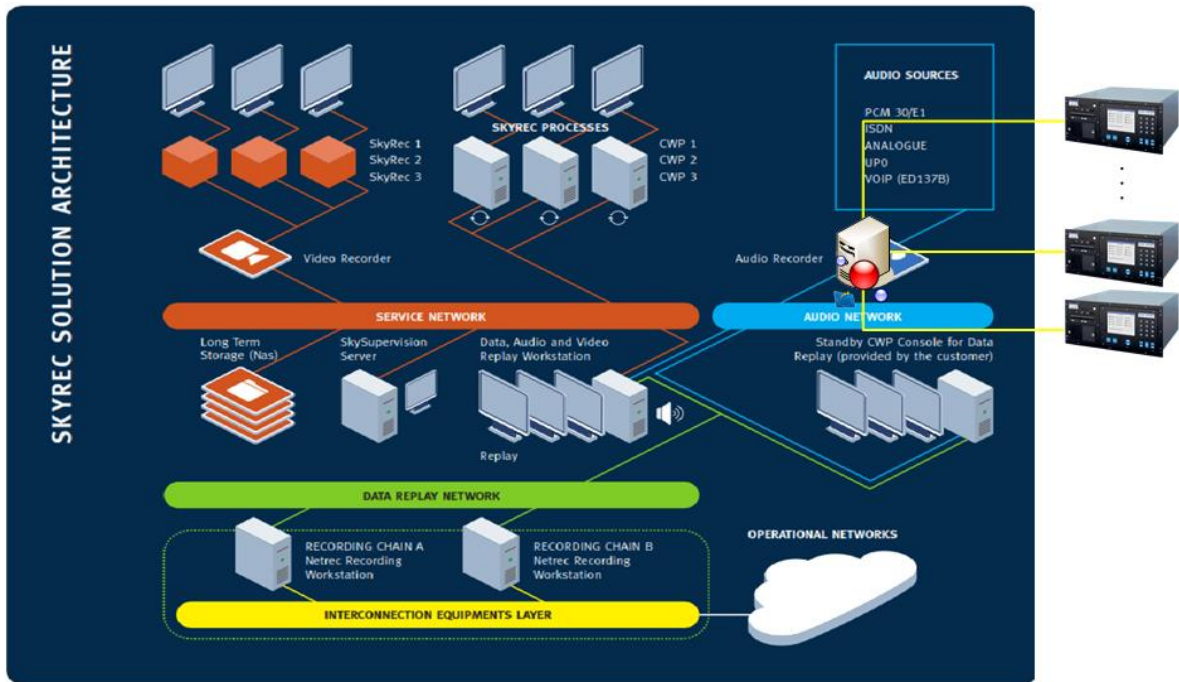 SKYREC SOLUTION ARCHITECTURE
SKYREC PROCESSES
SkyRec 1
SkyRec 2
SkyRec 3
CWP 1
CWP 2
CWP 3
AUDIO SOURCES
PCM 30/E1
ISDN
ANALOGUE
UP0
VOIP (ED137B)
Video Recorder
Audio Recorder
SERVICE NETWORK
AUDIO NETWORK
Long Term
Storage (Nas)
SkySupervision
Server
Data, Audio and Video
Replay Workstation
Standby CWP Console for Data
Replay (provided by the customer)
Replay
DATA REPLAY NETWORK
RECORDING CHAIN A
Netrec Recording
Workstation
RECORDING CHAIN B
Netrec Recording
Workstation
OPERATIONAL NETWORKS
INTERCONNECTION EQUIPMENTS LAYER